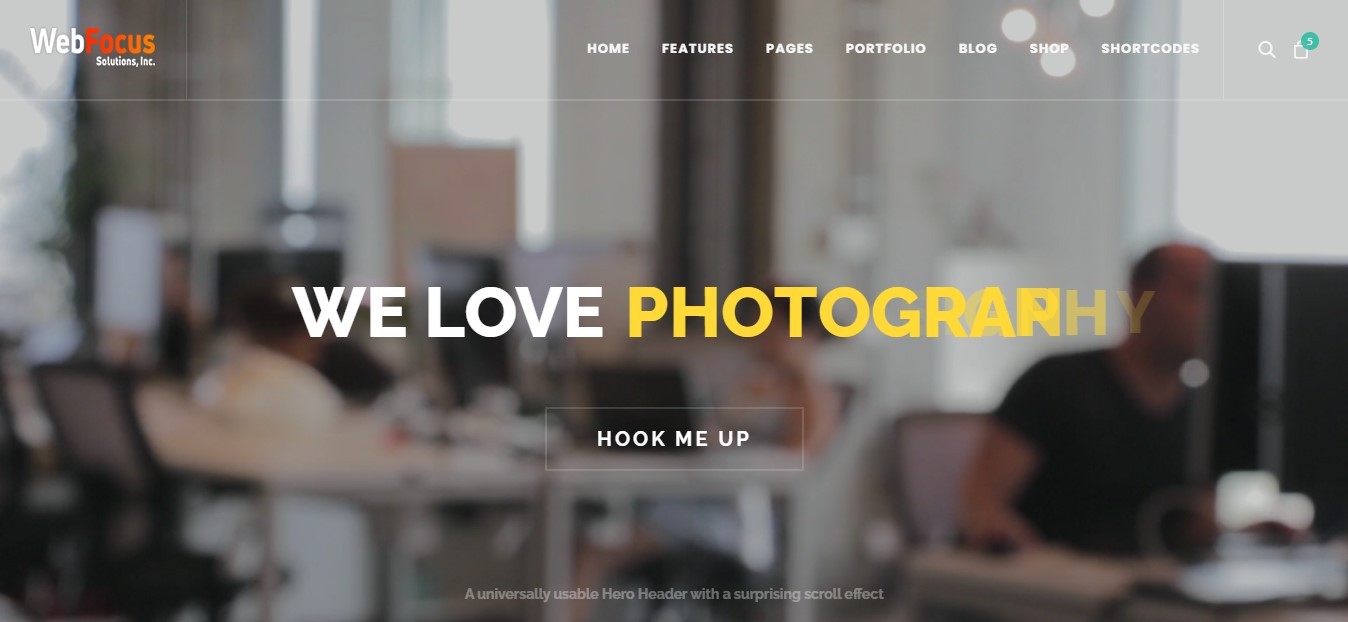 WebFocus
Solutions, Inc.
HOME FEATURES PAGES PORTFOLIO BLOG SHOP SHORTCODES
5
WE LOVE PHOTOGRAPHY
HOOK ME UP
A universally usable Hero Header with a surprising scroll effect